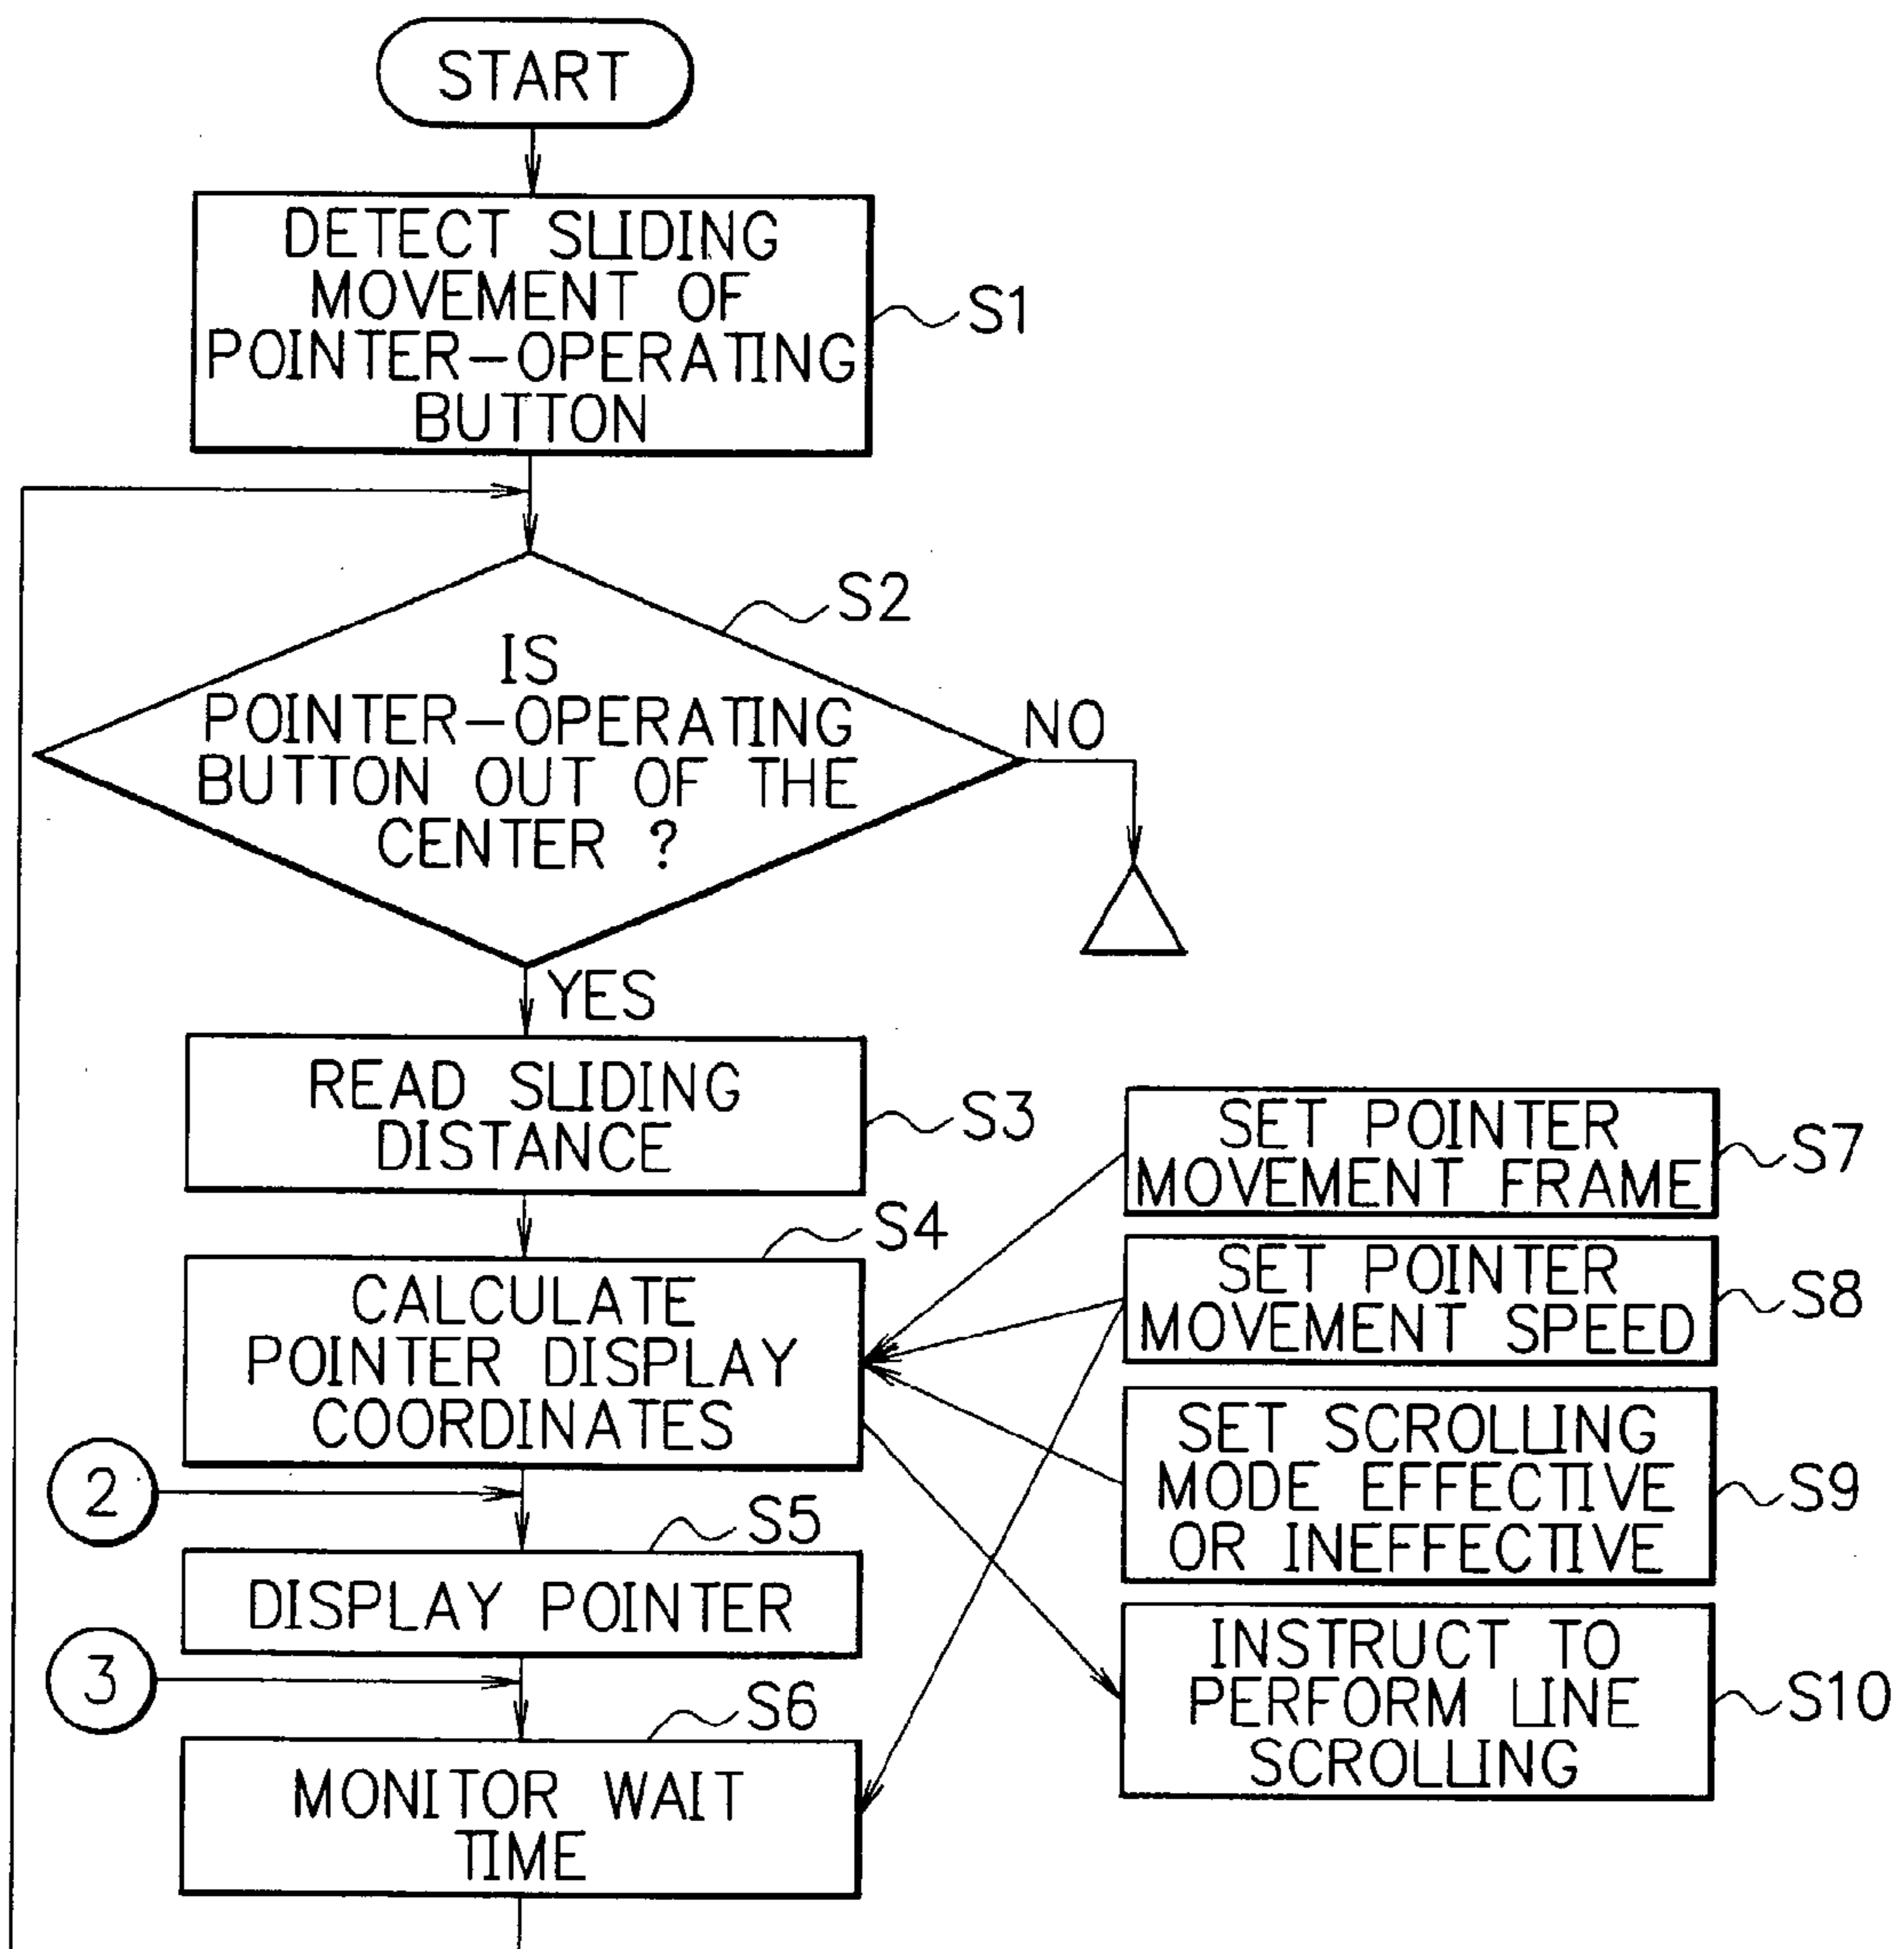 START
DETECT SLIDING
MOVEMENT OF
POINTER-OPERATING
BUTTON
S1
S2
IS
POINTER-OPERATING
BUTTON OUT OF THE
CENTER ?
NO
YES
READ SLIDING
DISTANCE
S3
S4
CALCULATE
POINTER DISPLAY
COORDINATES
2
S5
DISPLAY POINTER
3
S6
MONITOR WAIT
TIME
SET POINTER
MOVEMENT FRAME
S7
SET POINTER
MOVEMENT SPEED
S8
SET SCROLLING
MODE EFFECTIVE
OR INEFFECTIVE
S9
INSTRUCT TO
PERFORM LINE
SCROLLING
S10